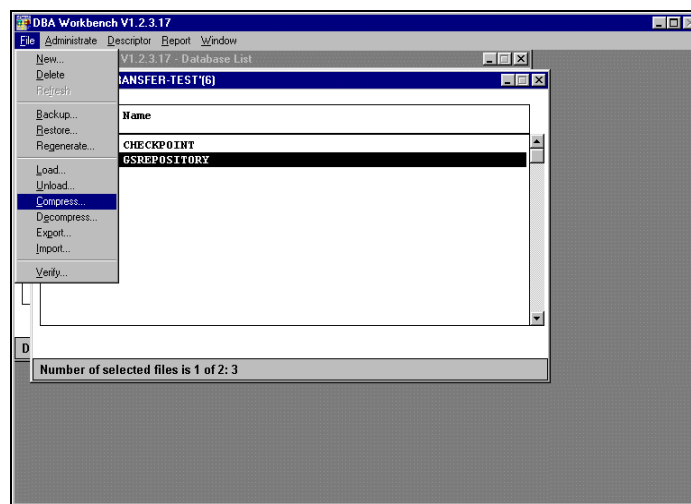 DBA Workbench V1.2.3.17
File Administrate Descriptor Report Window
V1.2.3.17 - Database List
RANSFER-TEST'(6)
New...
Delete
Refresh
Backup...
Restore...
Regenerate...
Load...
Unload...
Compress...
Decompress...
Export...
Import...
Verify...
Name
CHECKPOINT
GSREPOSITORY
D
Number of selected files is 1 of 2: 3